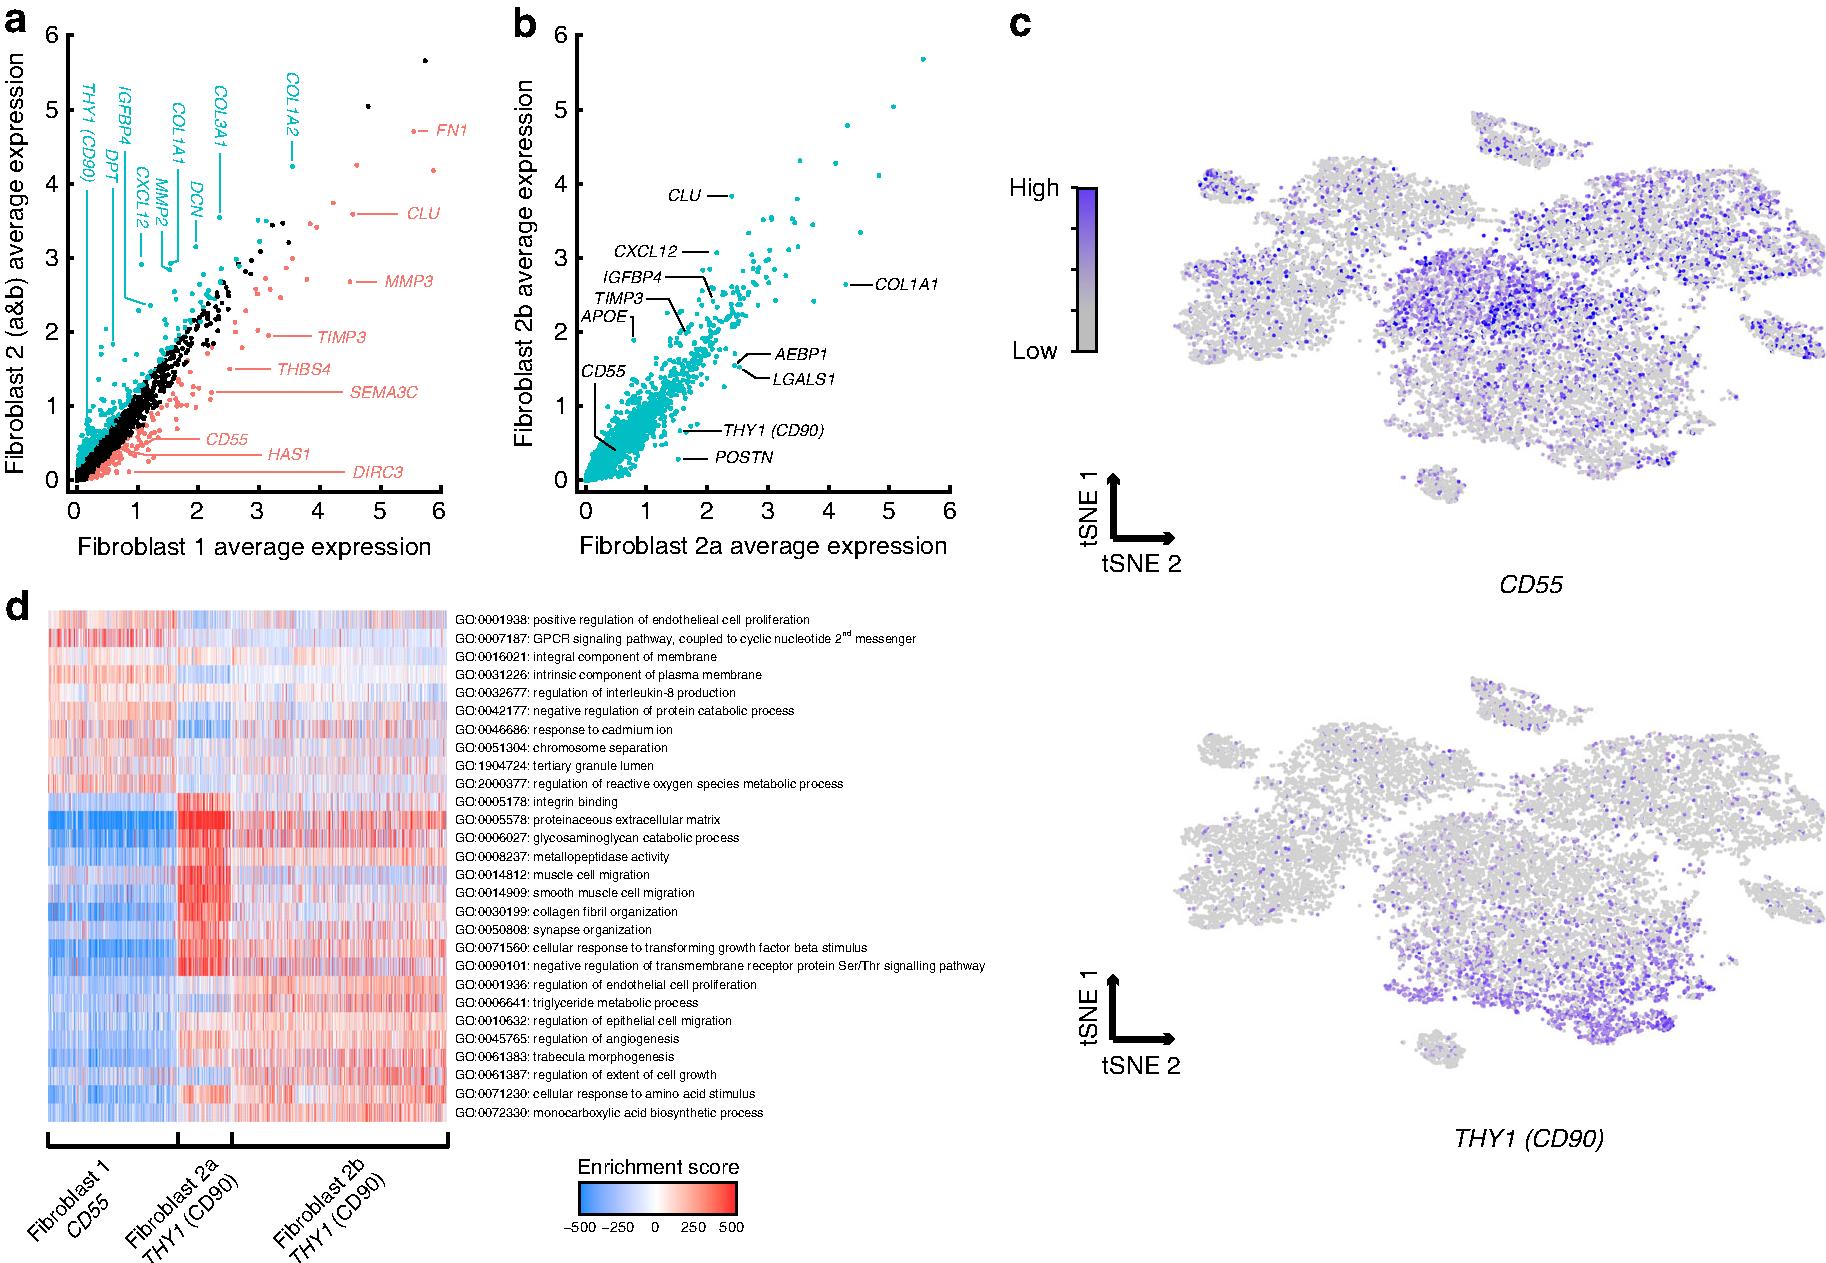 a
Fibroblast 2 (a&b) average expression
6
5
4
3
2
1
0
THY1 (CD90)
DPT
IGFBP4
CXCL12
MMP2
COL1A1
DCN
COL3A1
COL1A2
FN1
CLU
MMP3
TIMP3
THBS4
SEMA3C
CD55
HAS1
DIRC3
0 1 2 3 4 5 6
Fibroblast 1 average expression
b
Fibroblast 2b average expression
6
5
4
3
2
1
0
CLU
CXCL12
IGFBP4
TIMP3
APOE
CD55
COL1A1
AEBP1
LGALS1
THY1 (CD90)
POSTN
0 1 2 3 4 5 6
Fibroblast 2a average expression
c
High
Low
tSNE 1
tSNE 2
CD55
tSNE 1
tSNE 2
THY1 (CD90)
d
GO:0001938: positive regulation of endothelieal cell proliferation
GO:0007187: GPCR signaling pathway, coupled to cyclic nucleotide 2nd messenger
GO:0016021: integral component of membrane
GO:0031226: intrinsic component of plasma membrane
GO:0032677: regulation of interleukin-8 production
GO:0042177: negative regulation of protein catabolic process
GO:0046686: response to cadmium ion
GO:0051304: chromosome separation
GO:1904724: tertiary granule lumen
GO:2000377: regulation of reactive oxygen species metabolic process
GO:0005178: integrin binding
GO:0005578: proteinaceous extracellular matrix
GO:0006027: glycosaminoglycan catabolic process
GO:0008237: metallopeptidase activity
GO:0014812: muscle cell migration
GO:0014909: smooth muscle cell migration
GO:0030199: collagen fibril organization
GO:0050808: synapse organization
GO:0071560: cellular response to transforming growth factor beta stimulus
GO:0090101: negative regulation of transmembrane receptor protein Ser/Thr signalling pathway
GO:0001936: regulation of endothelial cell proliferation
GO:0006641: triglyceride metabolic process
GO:0010632: regulation of epithelial cell migration
GO:0045765: regulation of angiogenesis
GO:0061383: trabecula morphogenesis
GO:0061387: regulation of extent of cell growth
GO:0071230: cellular response to amino acid stimulus
GO:0072330: monocarboxylic acid biosynthetic process
Fibroblast 1
CD55
Fibroblast 2a
THY1 (CD90)
Fibroblast 2b
THY1 (CD90)
Enrichment score
−500 −250 0 250 500